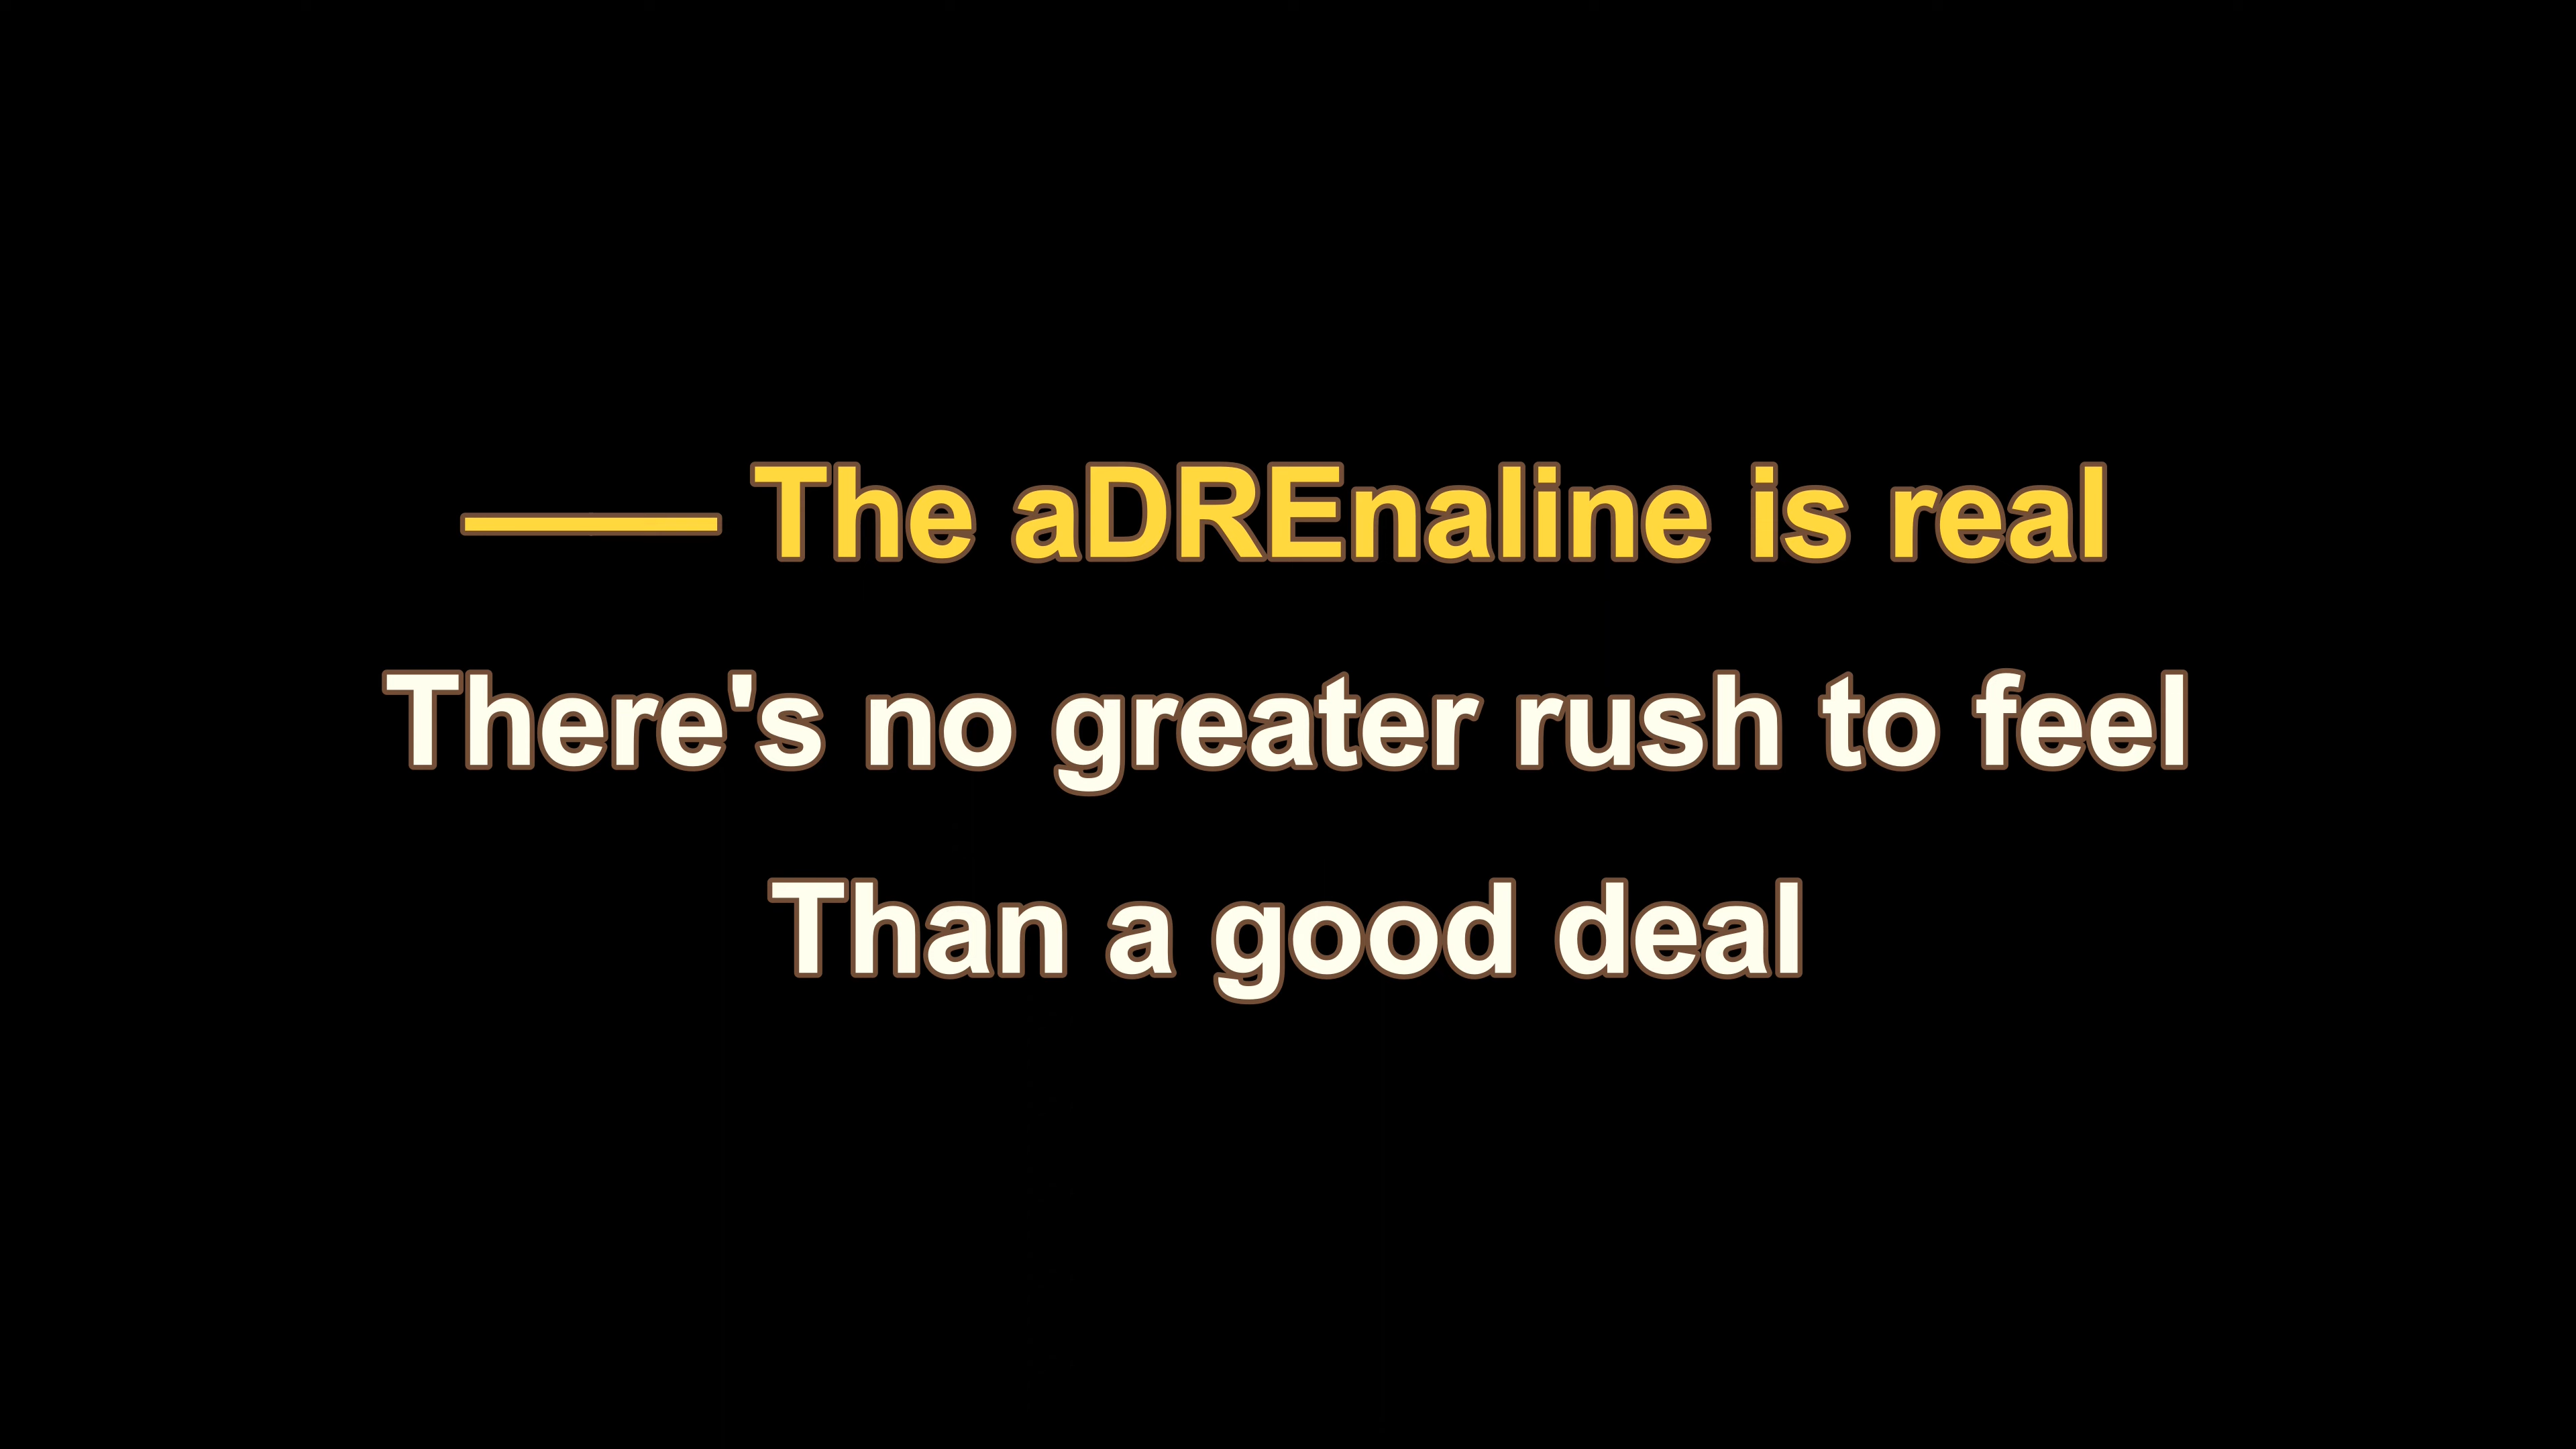 —— The aDREnaline is real
There's no greater rush to feel
Than a good deal